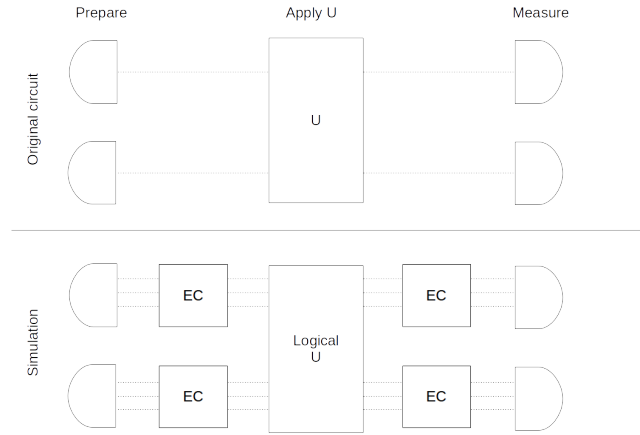 Prepare
Apply U
Measure
Original circuit
U
Simulation
EC
EC
Logical
U
EC
EC